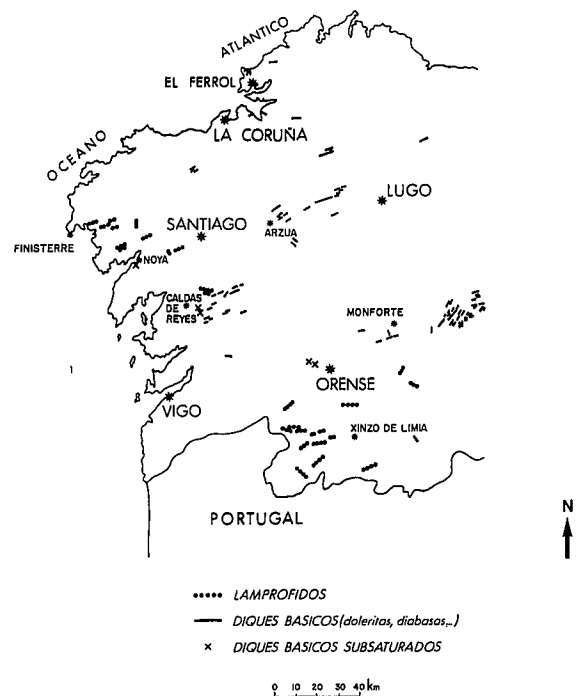 ATLANTICO
EL FERROL
LA CORUÑA
OCEANO
LUGO
SANTIAGO
ARZUA
FINISTERRE
NOYA
CALDAS
DE
REYES
MONFORTE
ORENSE
VIGO
XINZO DE LIMIA
PORTUGAL
N
LAMPROFIDOS
DIQUES BASICOS (doleritas, diabasas,..)
DIQUES BASICOS SUBSATURADOS
0 10 20 30 40 km